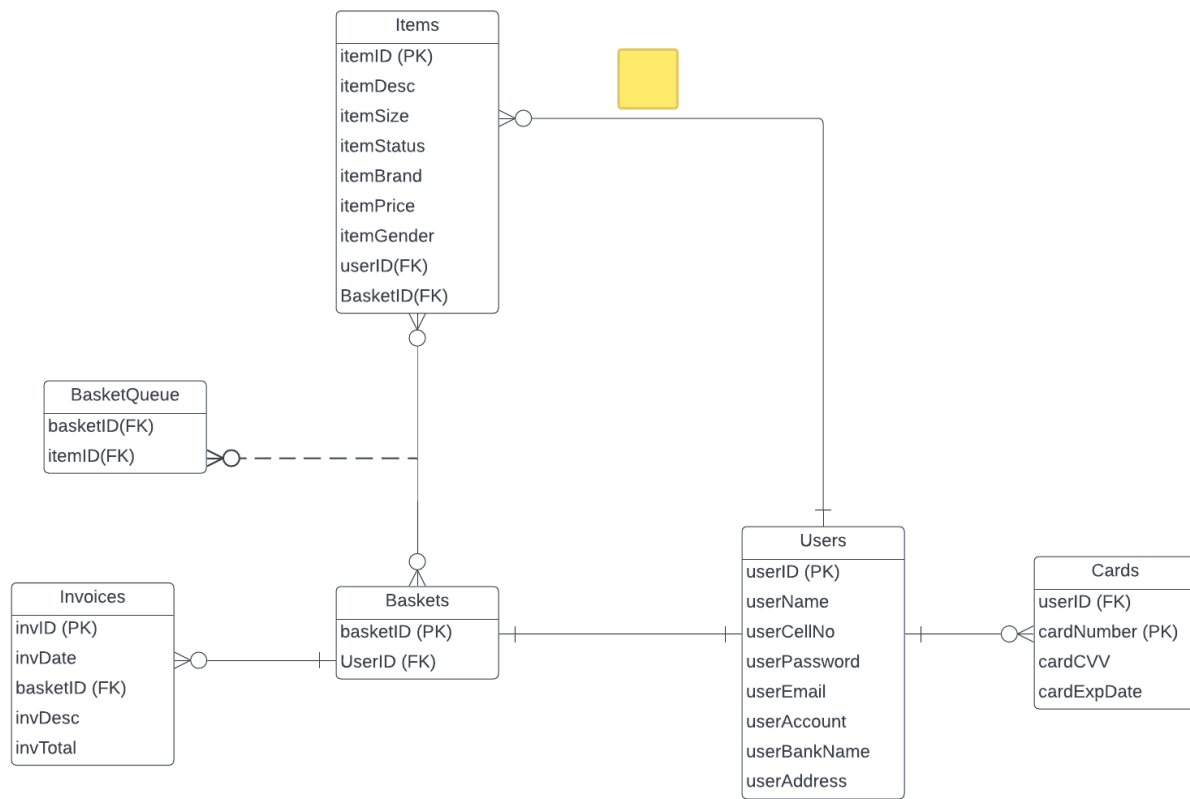 Items
itemID (PK)
itemDesc
itemSize
itemStatus
itemBrand
itemPrice
itemGender
userID(FK)
BasketID(FK)
BasketQueue
basketID(FK)
itemID(FK)
Invoices
invID (PK)
invDate
basketID (FK)
invDesc
invTotal
Baskets
basketID (PK)
UserID (FK)
Users
userID (PK)
userName
userCellNo
userPassword
userEmail
userAccount
userBankName
userAddress
Cards
userID (FK)
cardNumber (PK)
cardCVV
cardExpDate